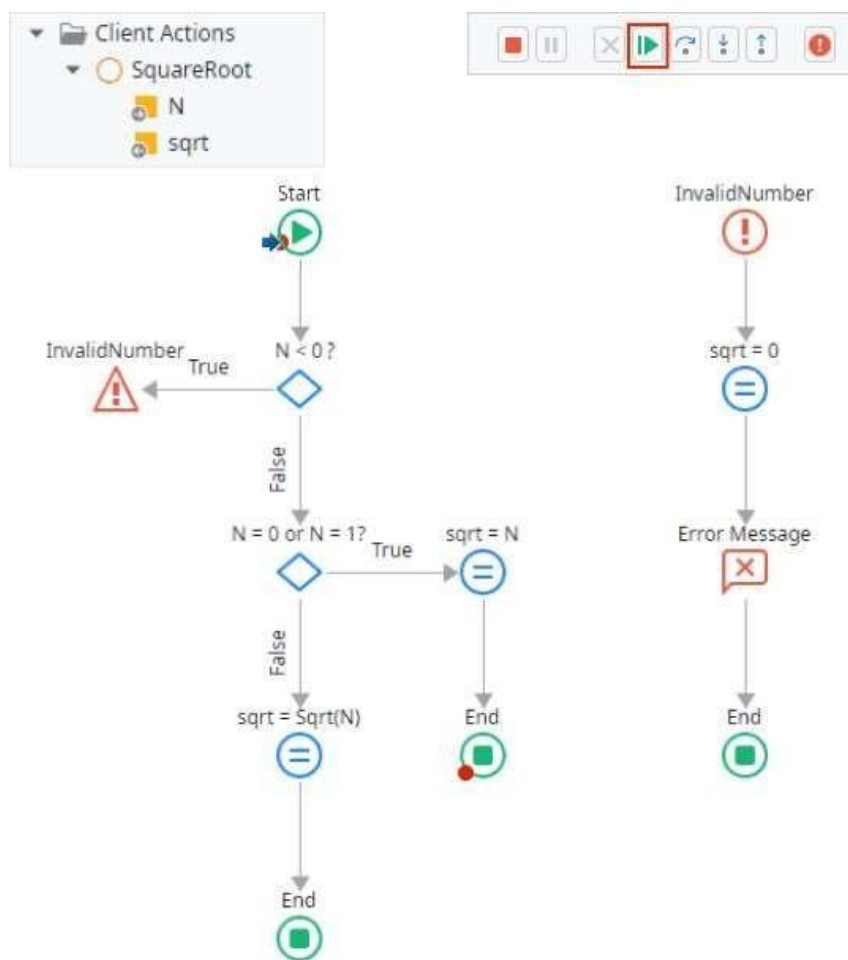 Client Actions
SquareRoot
N
sqrt
Start
InvalidNumber
InvalidNumber
N < 0 ?
True
sqrt = 0
False
N = 0 or N = 1?
True
sqrt = N
Error Message
False
sqrt = Sqrt(N)
End
End
End